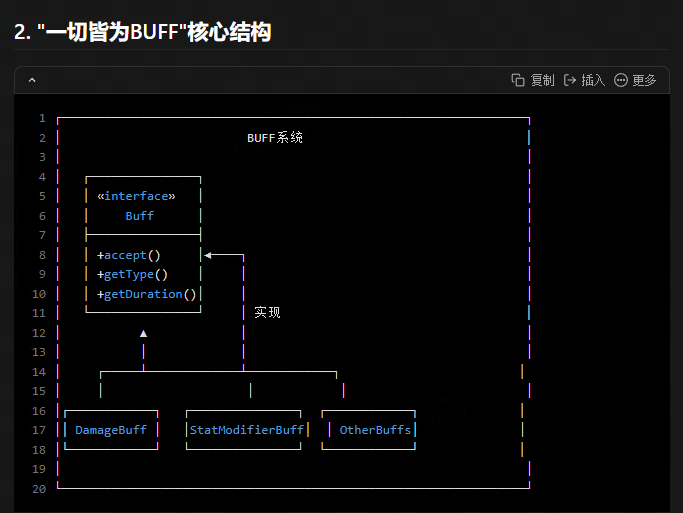 2. "一切皆为BUFF"核心结构
复制 插入 更多
1
2 BUFF系统
3
4
5 «interface»
6 Buff
7
8 +accept()
9 +getType()
10 +getDuration()
11 实现
12
13
14
15
16
17 DamageBuff StatModifierBuff OtherBuffs
18
19
20